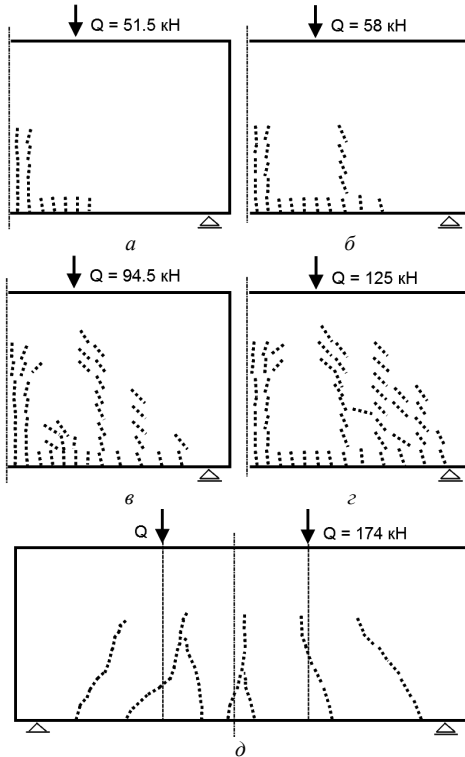 Q = 51.5 кН
Q = 58 кН
а
б
Q = 94.5 кН
Q = 125 кН
в
г
Q
Q = 174 кН
д